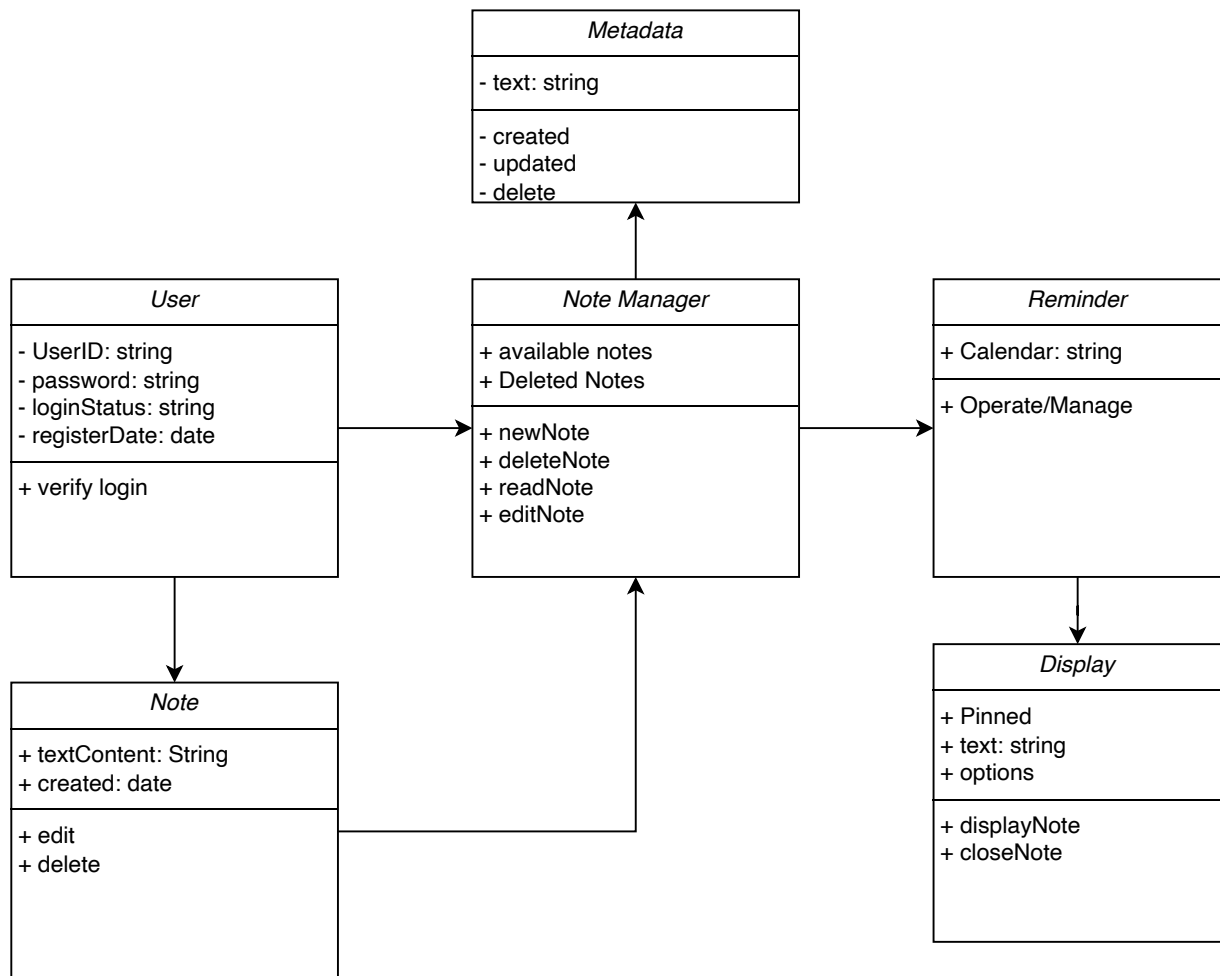 Metadata
- text: string
- created
- updated
- delete
User
- UserID: string
- password: string
- loginStatus: string
- registerDate: date
+ verify login
Note Manager
+ available notes
+ Deleted Notes
+ newNote
+ deleteNote
+ readNote
+ editNote
Reminder
+ Calendar: string
+ Operate/Manage
Note
+ textContent: String
+ created: date
+ edit
+ delete
Display
+ Pinned
+ text: string
+ options
+ displayNote
+ closeNote